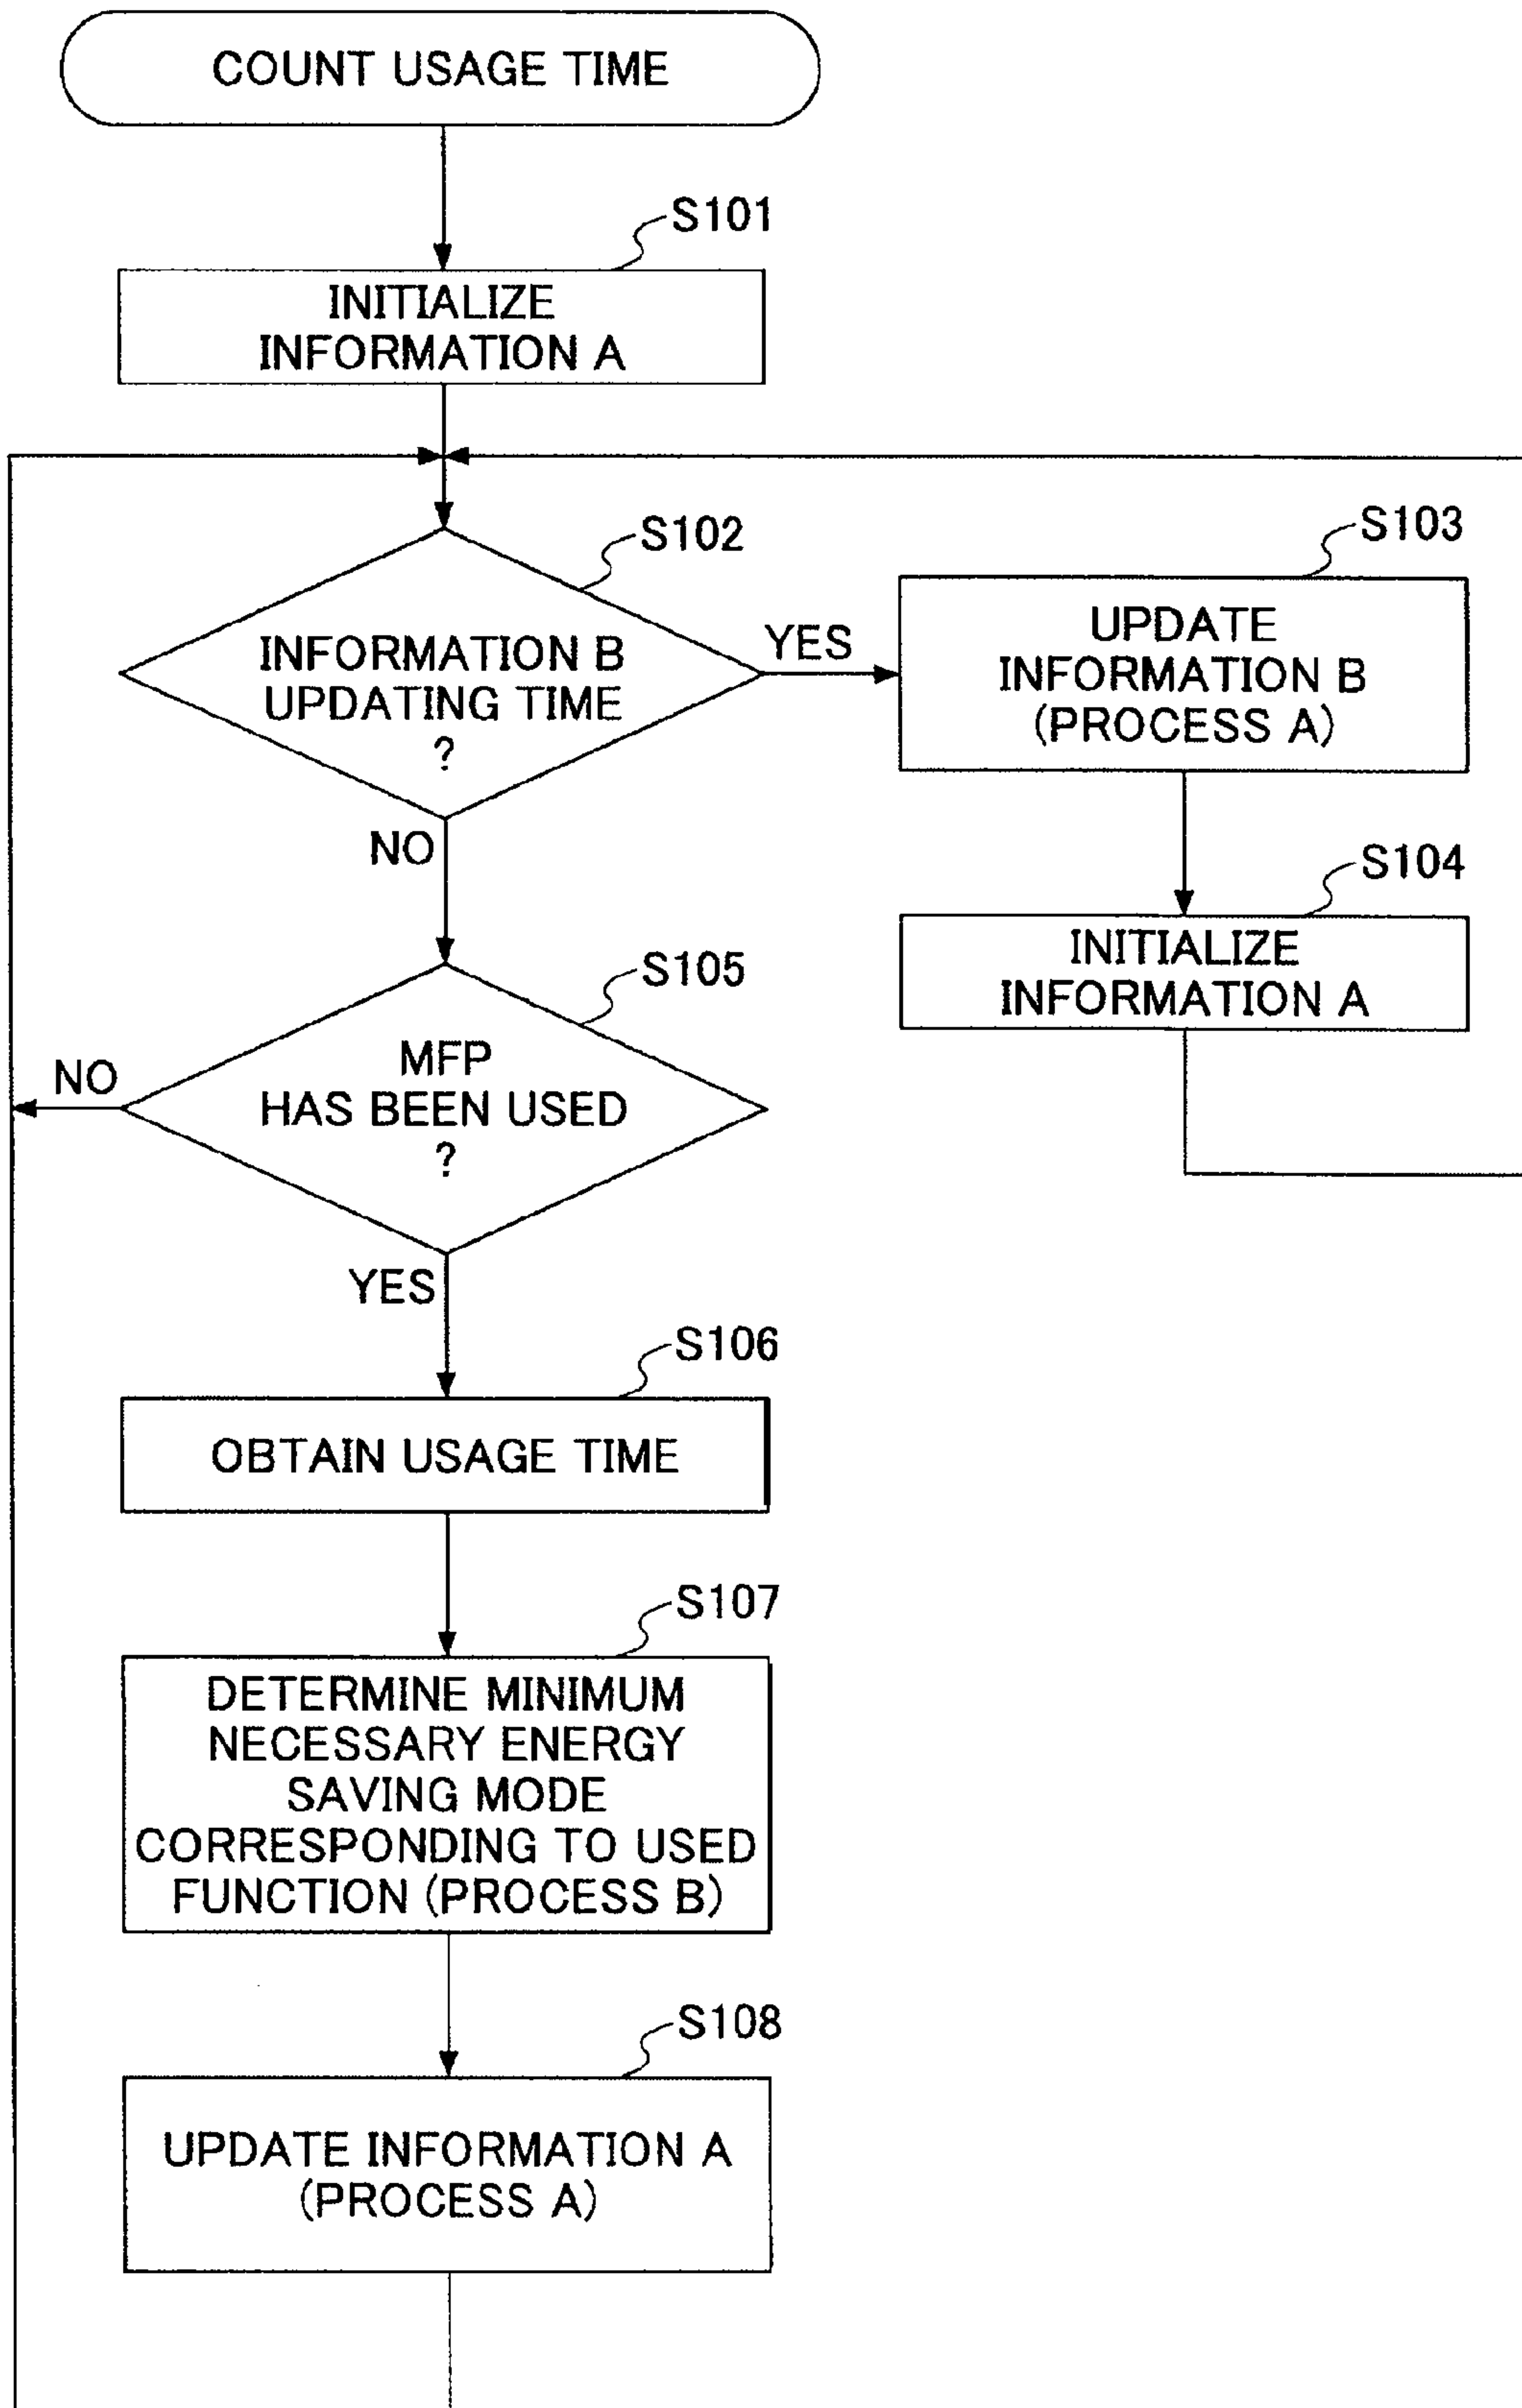 COUNT USAGE TIME
S101
INITIALIZE
INFORMATION A
S102
INFORMATION B
UPDATING TIME
?
YES
S103
UPDATE
INFORMATION B
(PROCESS A)
NO
S104
INITIALIZE
INFORMATION A
S105
MFP
HAS BEEN USED
?
NO
YES
S106
OBTAIN USAGE TIME
S107
DETERMINE MINIMUM
NECESSARY ENERGY
SAVING MODE
CORRESPONDING TO USED
FUNCTION (PROCESS B)
S108
UPDATE INFORMATION A
(PROCESS A)